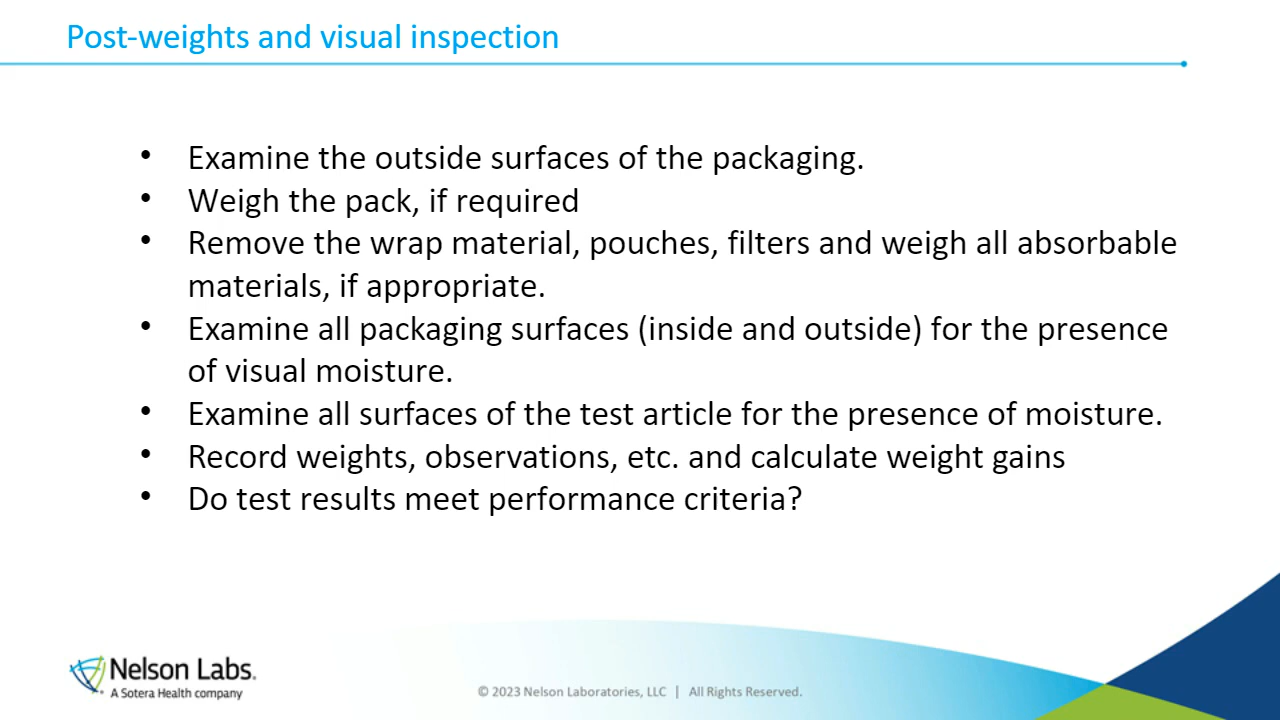 Post-weights and visual inspection
• Examine the outside surfaces of the packaging.
• Weigh the pack, if required
• Remove the wrap material, pouches, filters and weigh all absorbable
materials, if appropriate.
• Examine all packaging surfaces (inside and outside) for the presence
of visual moisture.
• Examine all surfaces of the test article for the presence of moisture.
• Record weights, observations, etc. and calculate weight gains
• Do test results meet performance criteria?
Nelson Labs.
A Sotera Health company
© 2023 Nelson Laboratories, LLC | All Rights Reserved.